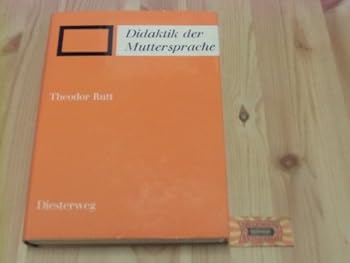 Didaktik der
Muttersprache
Theodor Rutt
Diesterweg